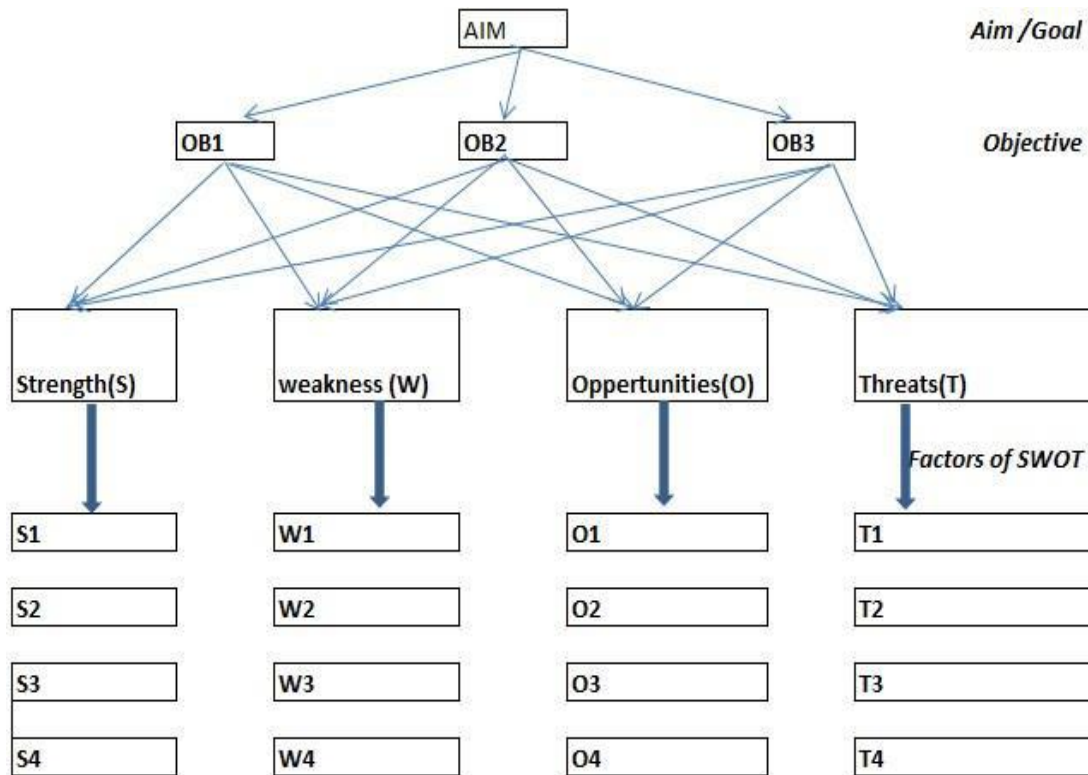 AIM
Aim /Goal
OB1
OB2
OB3
Objective
Strength(S)
weakness (W)
Oppertunities(O)
Threats(T)
Factors of SWOT
S1
W1
O1
T1
S2
W2
O2
T2
S3
W3
O3
T3
S4
W4
O4
T4